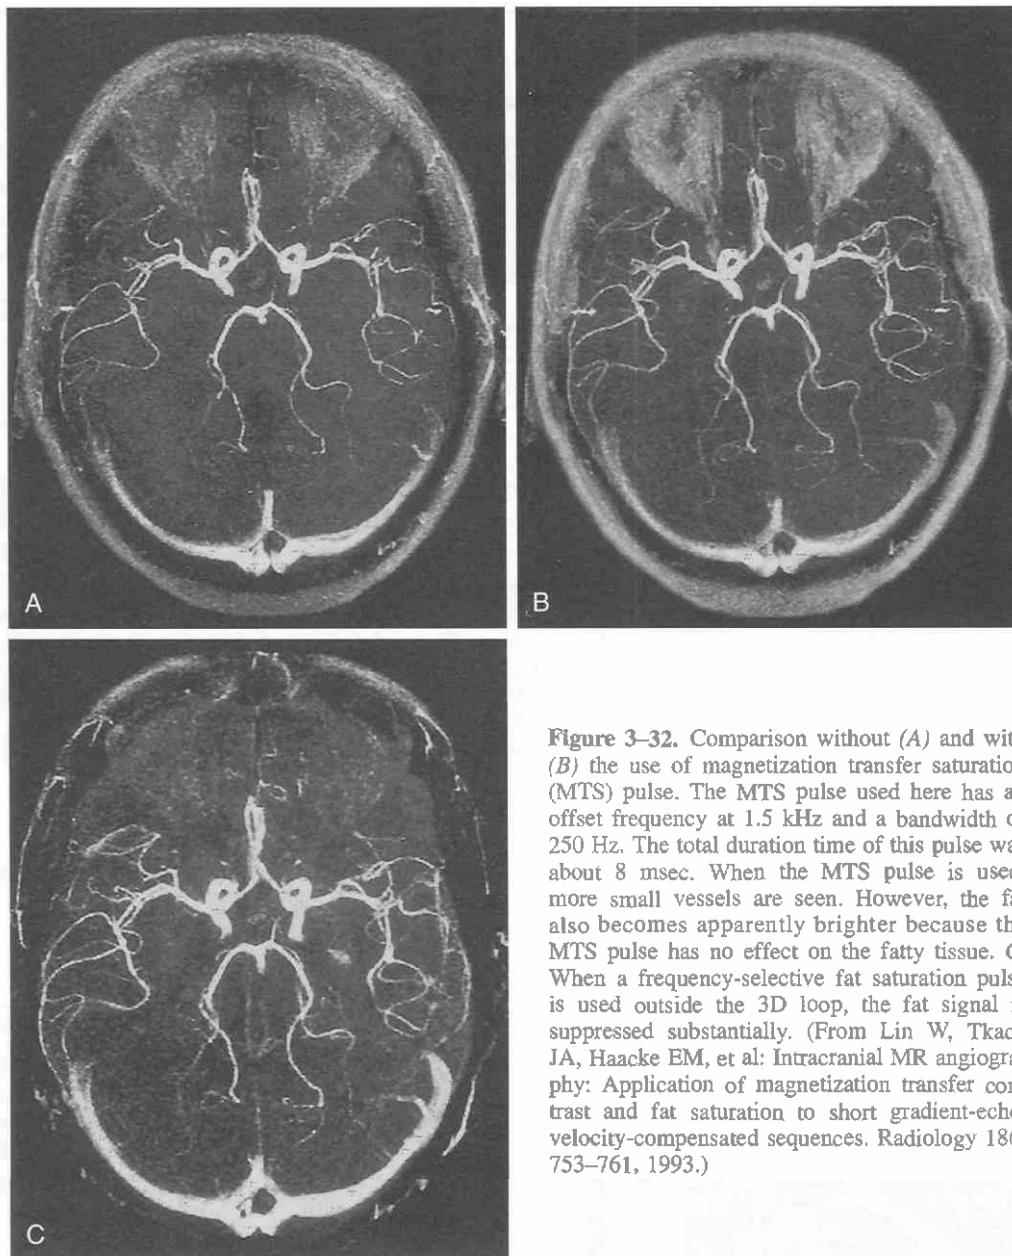 A
B
C
Figure 3–32. Comparison without (A) and wit
(B) the use of magnetization transfer saturatio
(MTS) pulse. The MTS pulse used here has a
offset frequency at 1.5 kHz and a bandwidth o
250 Hz. The total duration time of this pulse wa
about 8 msec. When the MTS pulse is used
more small vessels are seen. However, the fa
also becomes apparently brighter because th
MTS pulse has no effect on the fatty tissue. C
When a frequency-selective fat saturation puls
is used outside the 3D loop, the fat signal i
suppressed substantially. (From Lin W, Tkac
JA, Haacke EM, et al: Intracranial MR angiogra
phy: Application of magnetization transfer con
trast and fat saturation to short gradient-echo
velocity-compensated sequences. Radiology 186
753–761, 1993.)